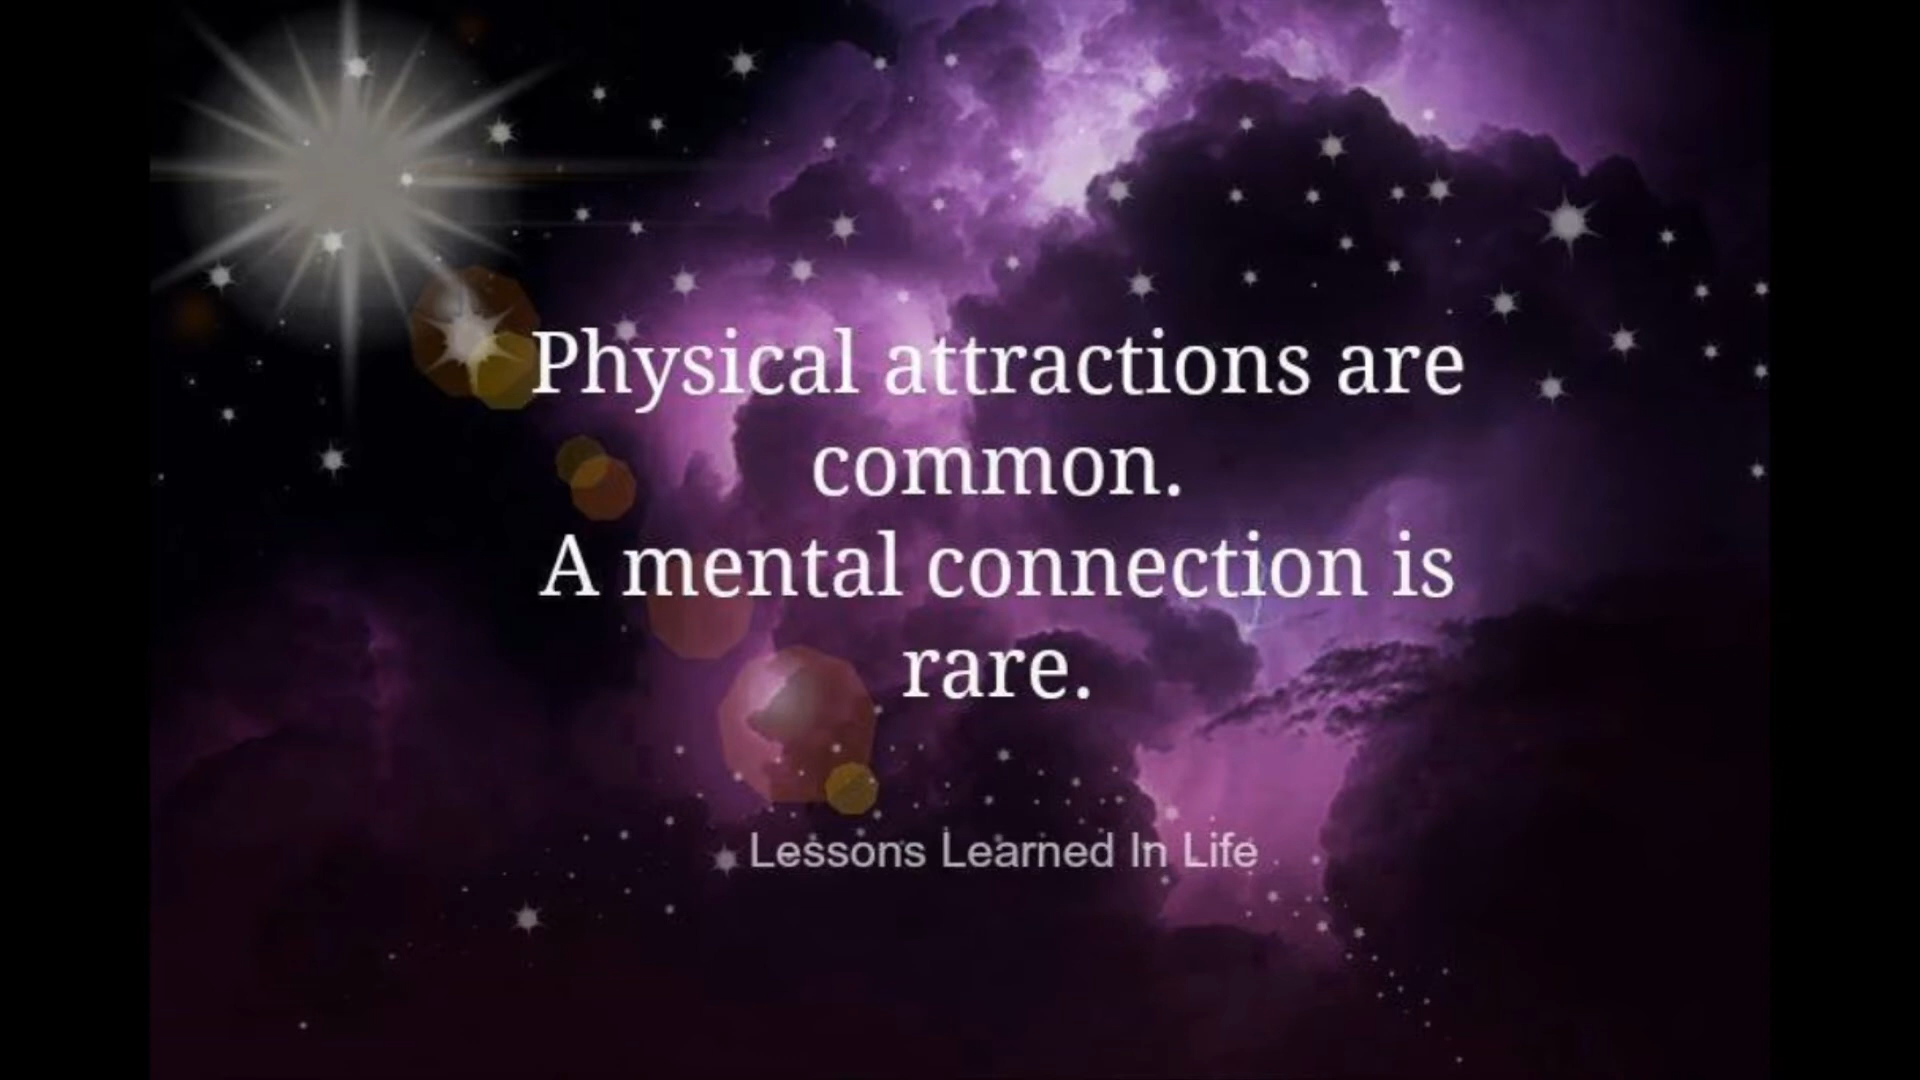 Physical attractions are
common.
A mental connection is
rare.
Lessons Learned In Life